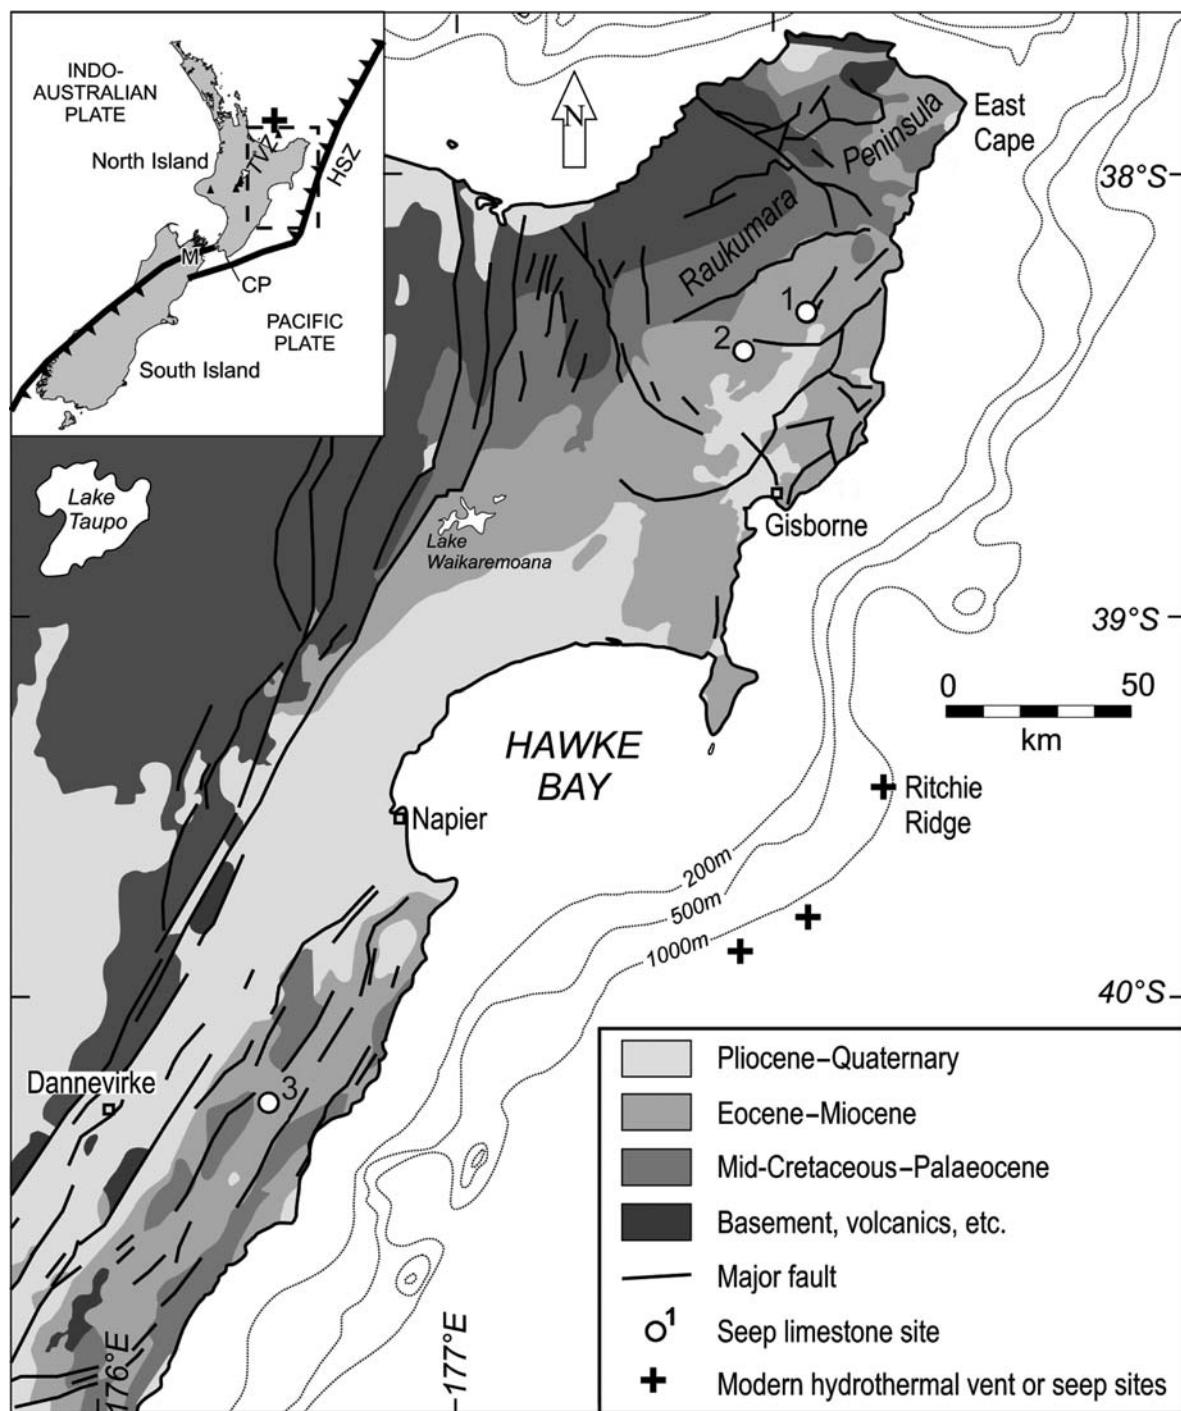 INDO-
AUSTRALIAN
PLATE
North Island
TVZ
HSZ
M
CP
PACIFIC
PLATE
South Island
N
East
Cape
Peninsula
Raukumara
38°S
1
2
Lake
Taupo
Lake
Waikaremoana
Gisborne
39°S
0 50
km
HAWKE
BAY
Napier
Ritchie
Ridge
200m
500m
1000m
40°S
Dannevirke
3
176°E
177°E
Pliocene–Quaternary
Eocene–Miocene
Mid-Cretaceous–Palaeocene
Basement, volcanics, etc.
Major fault
1 Seep limestone site
Modern hydrothermal vent or seep sites